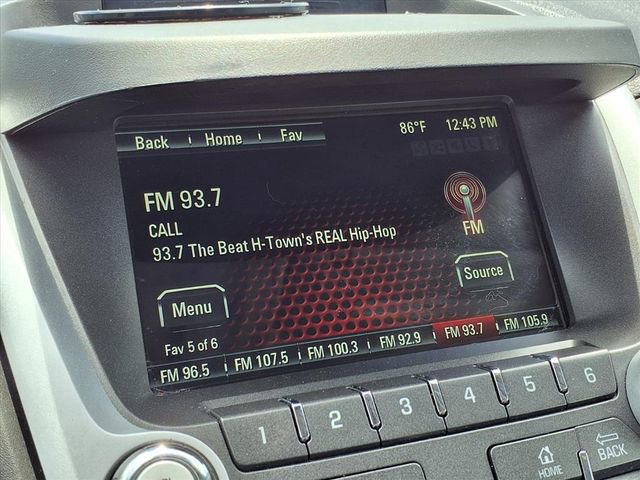 Back Home Fav 86°F 12:43 PM
FM 93.7
CALL
93.7 The Beat H-Town's REAL Hip-Hop
FM
Menu
Source
Fav 5 of 6
FM 96.5 FM 107.5 FM 100.3 FM 92.9 FM 93.7 FM 105.9
1 2 3 4 5 6
HOME BACK